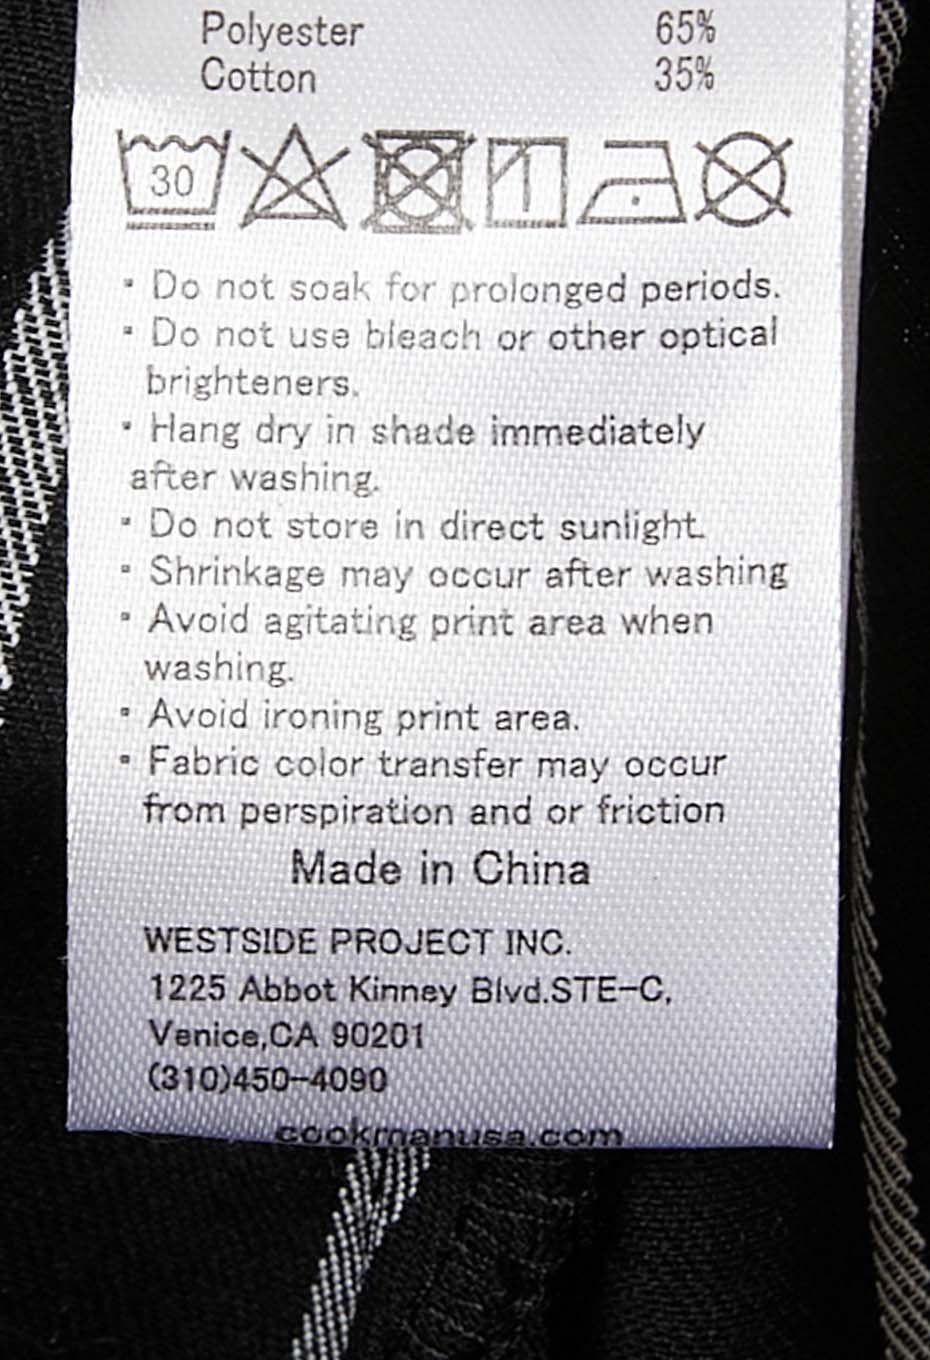 Polyester 65%
Cotton 35%
30
· Do not soak for prolonged periods.
· Do not use bleach or other optical
brighteners.
· Hang dry in shade immediately
after washing.
· Do not store in direct sunlight.
· Shrinkage may occur after washing
· Avoid agitating print area when
washing.
· Avoid ironing print area.
· Fabric color transfer may occur
from perspiration and or friction
Made in China
WESTSIDE PROJECT INC.
1225 Abbot Kinney Blvd.STE-C,
Venice,CA 90201
(310)450-4090
cookmanusa.com